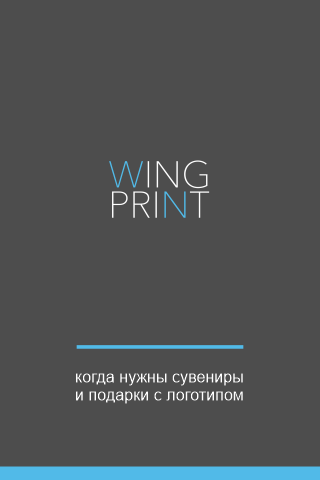 WING
PRINT
когда нужны сувениры
и подарки с логотипом